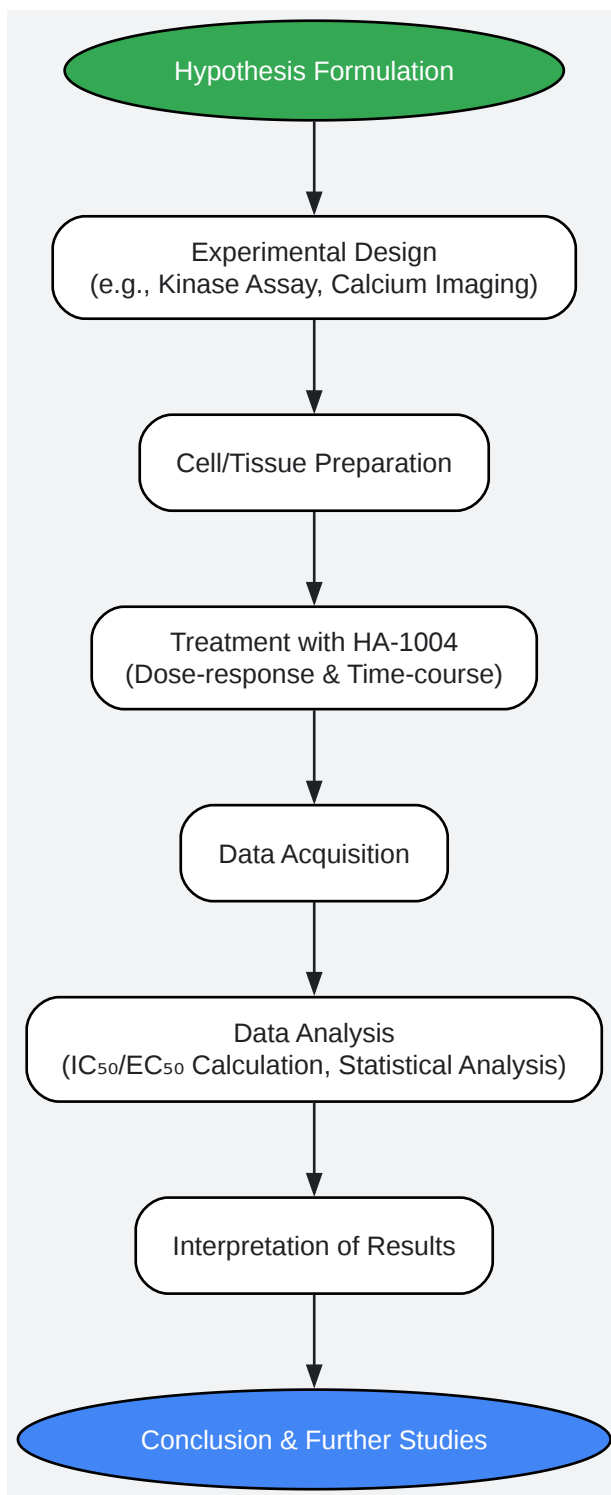 Hypothesis Formulation
Experimental Design
(e.g., Kinase Assay, Calcium Imaging)
Cell/Tissue Preparation
Treatment with HA-1004
(Dose-response & Time-course)
Data Acquisition
Data Analysis
(IC₅₀/EC₅₀ Calculation, Statistical Analysis)
Interpretation of Results
Conclusion & Further Studies